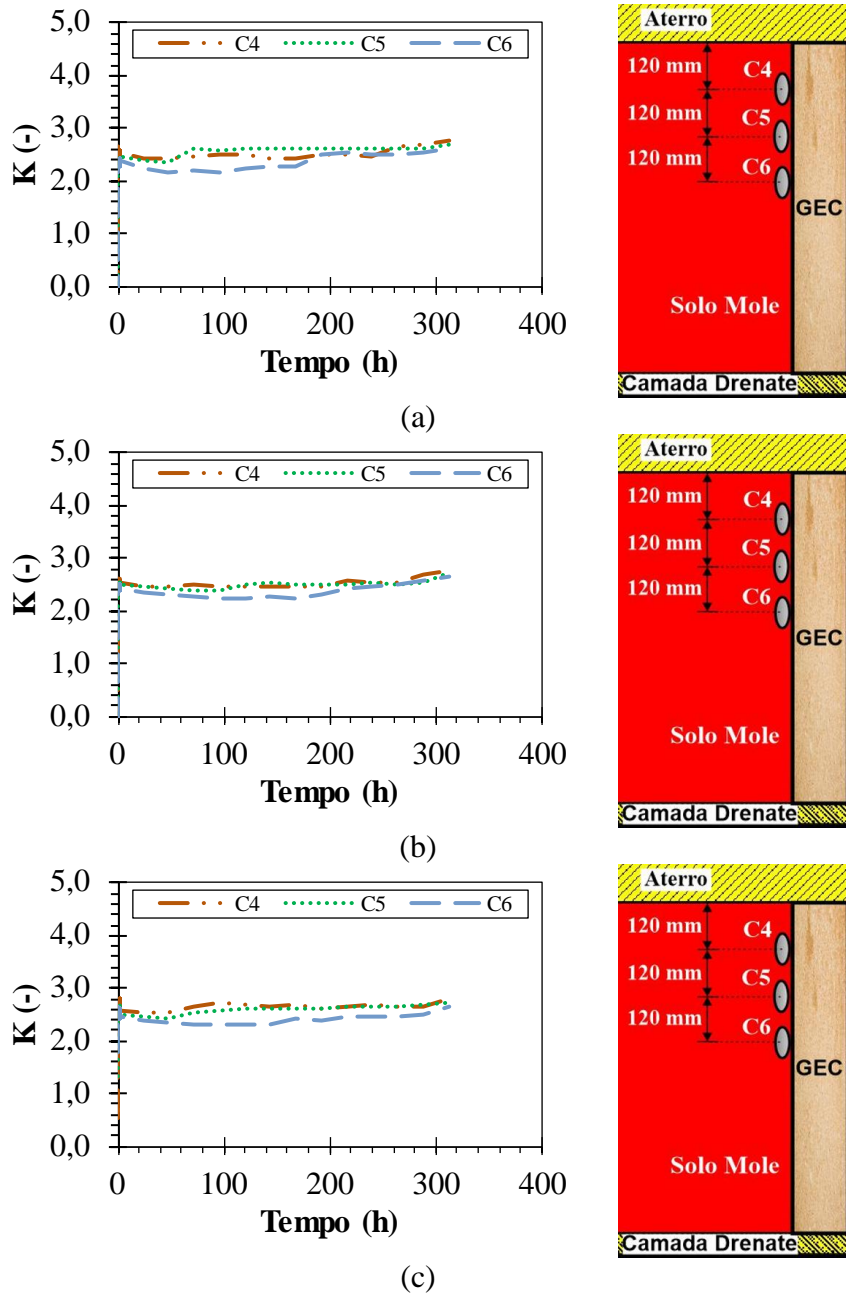 5,0
4,0
3,0
2,0
1,0
0,0
K (-)
C4 C5 C6
0 100 200 300 400
Tempo (h)
Aterro
120 mm C4
120 mm C5
120 mm C6
GEC
Solo Mole
Camada Drenate
(a)
5,0
4,0
3,0
2,0
1,0
0,0
K (-)
C4 C5 C6
0 100 200 300 400
Tempo (h)
Aterro
120 mm C4
120 mm C5
120 mm C6
GEC
Solo Mole
Camada Drenate
(b)
5,0
4,0
3,0
2,0
1,0
0,0
K (-)
C4 C5 C6
0 100 200 300 400
Tempo (h)
Aterro
120 mm C4
120 mm C5
120 mm C6
GEC
Solo Mole
Camada Drenate
(c)